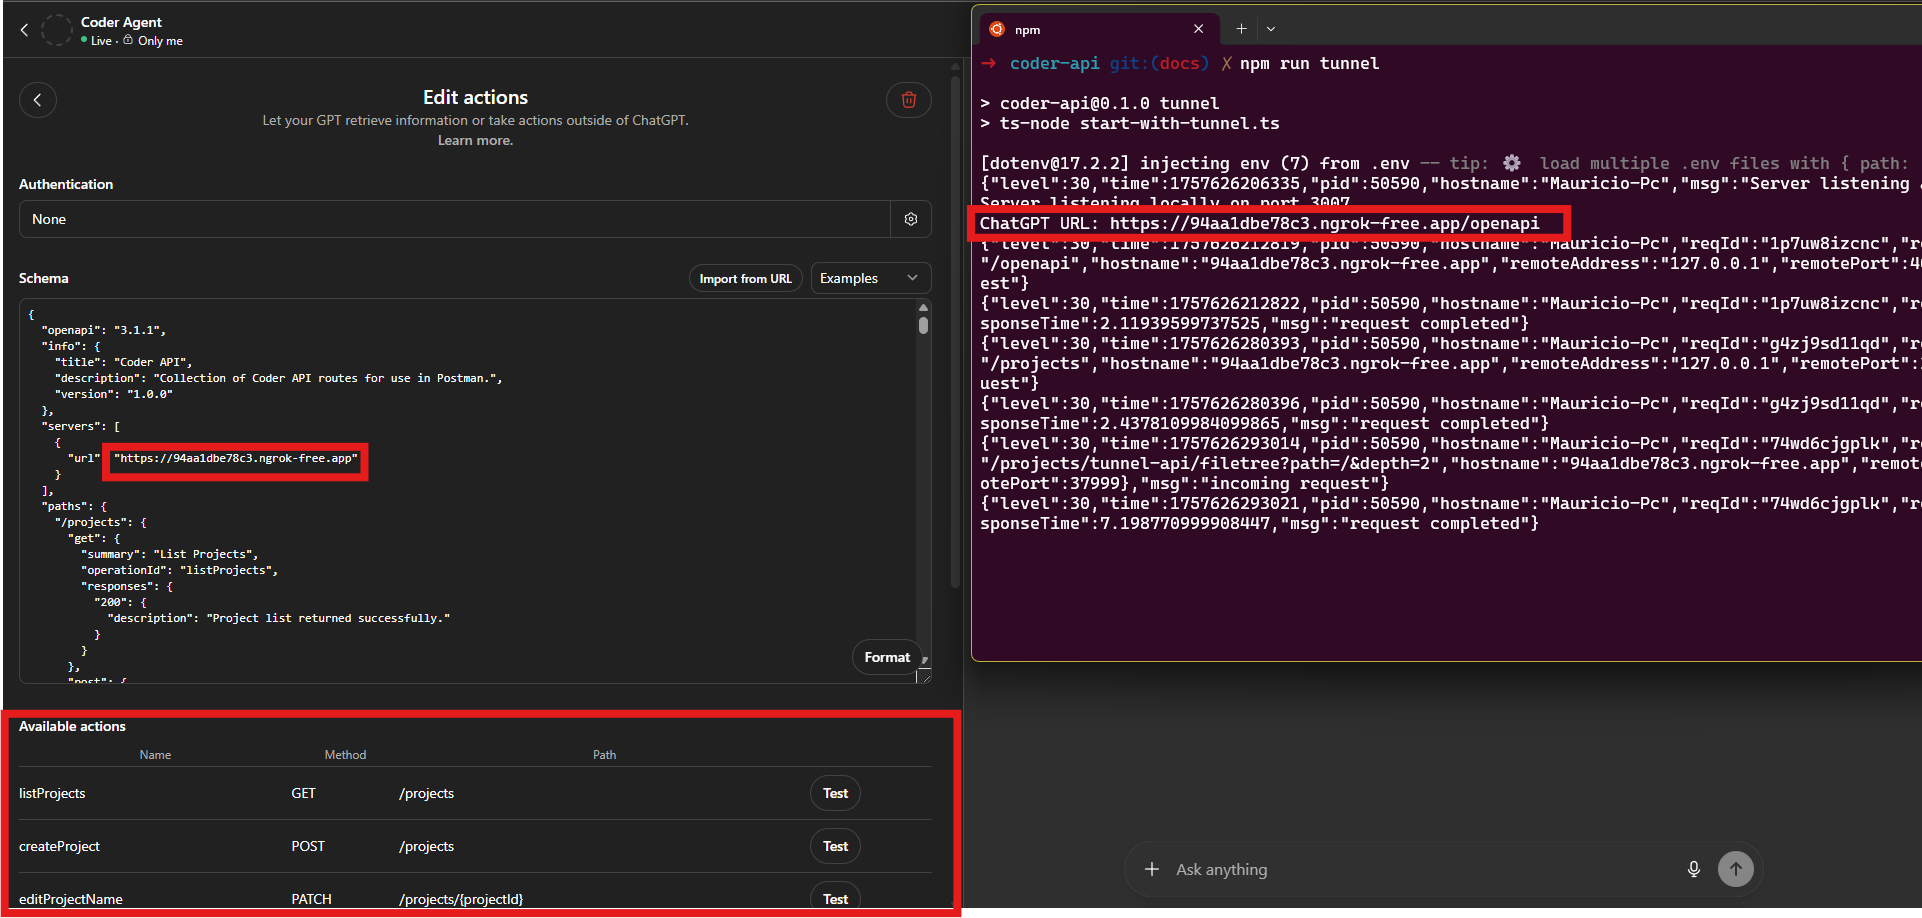 Coder Agent
Live · Only me
Edit actions
Let your GPT retrieve information or take actions outside of ChatGPT.
Learn more.
Authentication
None
Schema
Import from URL
Examples
{
"openapi": "3.1.1",
"info": {
"title": "Coder API",
"description": "Collection of Coder API routes for use in Postman.",
"version": "1.0.0"
},
"servers": [
{
"url" "https://94aa1dbe78c3.ngrok-free.app"
}
],
"paths": {
"/projects": {
"get": {
"summary": "List Projects",
"operationId": "listProjects",
"responses": {
"200": {
"description": "Project list returned successfully."
}
}
},
"post": {
Format
Available actions
Name Method Path
listProjects GET /projects Test
createProject POST /projects Test
editProjectName PATCH /projects/{projectId} Test
npm
→ coder-api git:(docs) ✗ npm run tunnel
> coder-api@0.1.0 tunnel
> ts-node start-with-tunnel.ts
[dotenv@17.2.2] injecting env (7) from .env -- tip: ⚙ load multiple .env files with { path:
{"level":30,"time":1757626206335,"pid":50590,"hostname":"Mauricio-Pc","msg":"Server listening
Server listening locally on port 3007
ChatGPT URL: https://94aa1dbe78c3.ngrok-free.app/openapi
{"level":30,"time":1757626212819,"pid":50590,"hostname":"Mauricio-Pc","reqId":"1p7uw8izcnc","r
"/openapi","hostname":"94aa1dbe78c3.ngrok-free.app","remoteAddress":"127.0.0.1","remotePort":4
est"}
{"level":30,"time":1757626212822,"pid":50590,"hostname":"Mauricio-Pc","reqId":"1p7uw8izcnc","r
sponseTime":2.11939599737525,"msg":"request completed"}
{"level":30,"time":1757626280393,"pid":50590,"hostname":"Mauricio-Pc","reqId":"g4zj9sd11qd","r
"/projects","hostname":"94aa1dbe78c3.ngrok-free.app","remoteAddress":"127.0.0.1","remotePort":
uest"}
{"level":30,"time":1757626280396,"pid":50590,"hostname":"Mauricio-Pc","reqId":"g4zj9sd11qd","r
sponseTime":2.4378109984099865,"msg":"request completed"}
{"level":30,"time":1757626293014,"pid":50590,"hostname":"Mauricio-Pc","reqId":"74wd6cjgplk","r
"/projects/tunnel-api/filetree?path=/&depth=2","hostname":"94aa1dbe78c3.ngrok-free.app","remot
otePort":37999},"msg":"incoming request"}
{"level":30,"time":1757626293021,"pid":50590,"hostname":"Mauricio-Pc","reqId":"74wd6cjgplk","r
sponseTime":7.198770999908447,"msg":"request completed"}
Ask anything